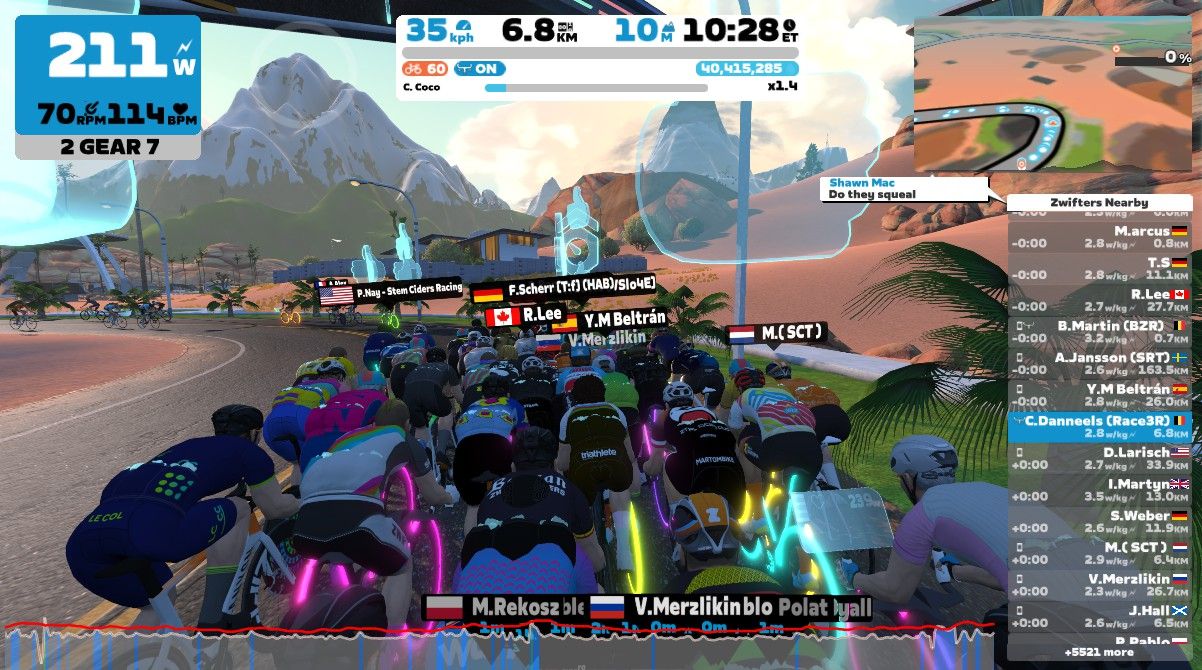 211 W
70 RPM 114 BPM
2 GEAR 7
35 kph 6.8 KM 10 M 10:28 ET
60 ON 40,415,285
C. Coco x1.4
0 %
Shawn Mac
Do they squeal
Zwifters Nearby
M.arcus
-0:00 2.8 w/kg 0.8KM
T.S
-0:00 2.8 w/kg 11.1KM
R.Lee
-0:00 2.7 w/kg 27.7KM
B.Martin (BZR)
-0:00 3.2 w/kg 0.7KM
A.Jansson (SRT)
-0:00 2.6 w/kg 163.5KM
Y.M Beltrán
-0:00 2.8 w/kg 26.0KM
C.Danneels (Race3R)
2.8 w/kg 6.8KM
D.Larisch
+0:00 2.7 w/kg 33.9KM
I.Martyn
+0:00 3.5 w/kg 13.0KM
S.Weber
+0:00 2.6 w/kg 11.9KM
M.( SCT )
+0:00 2.9 w/kg 6.4KM
V.Merzlikin
+0:00 2.3 w/kg 26.7KM
J.Hall
+0:00 2.6 w/kg 6.5KM
+5521 more
P.Nay - Stem Ciders Racing
F.Scherr (T:f) (HAB)/Slo4E]
R.Lee
Y.M Beltrán
V.Merzlikin
M.( SCT )
triathlete
MARTOMBIKE
LE COL
Z
M.Rekosz
V.Merzlikin